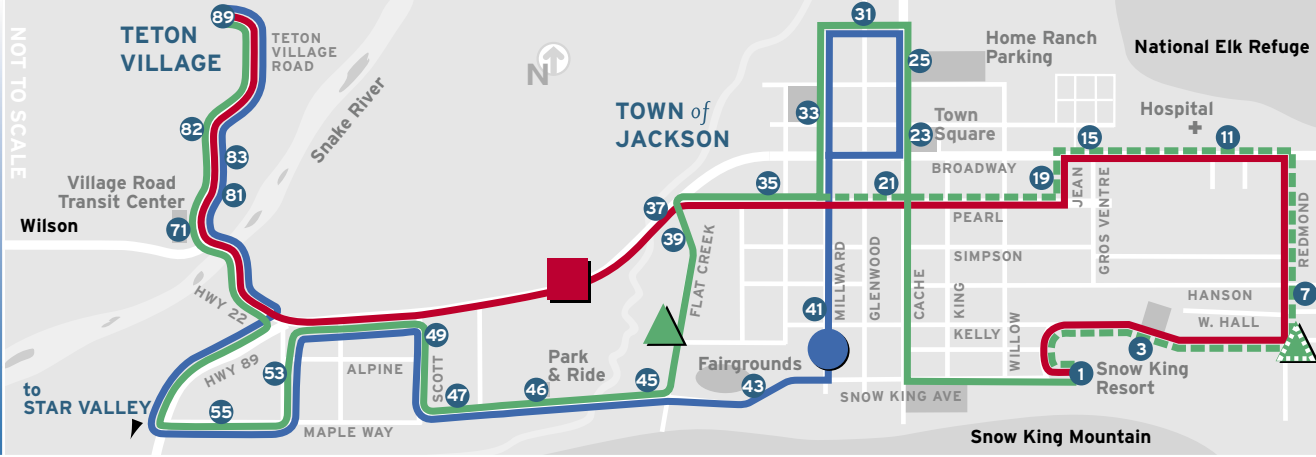 89
TETON
VILLAGE
TETON
VILLAGE
ROAD
NOT TO SCALE
82
83
81
Village Road
Transit Center
71
Wilson
Snake River
N
HWY 22
HWY 89
to
STAR VALLEY
53
55
MAPLE WAY
ALPINE
49
SCOTT
47
46
Park
& Ride
45
TOWN of
JACKSON
37
39
FLAT CREEK
35
33
31
25
Home Ranch
Parking
23
Town
Square
21
BROADWAY
PEARL
SIMPSON
KELLY
MILLWARD
GLENWOOD
CACHE
KING
WILLOW
41
Fairgrounds
43
SNOW KING AVE
National Elk Refuge
Hospital
15
11
19
JEAN
GROS VENTRE
REDMOND
7
HANSON
W. HALL
3
1
Snow King
Resort
Snow King Mountain